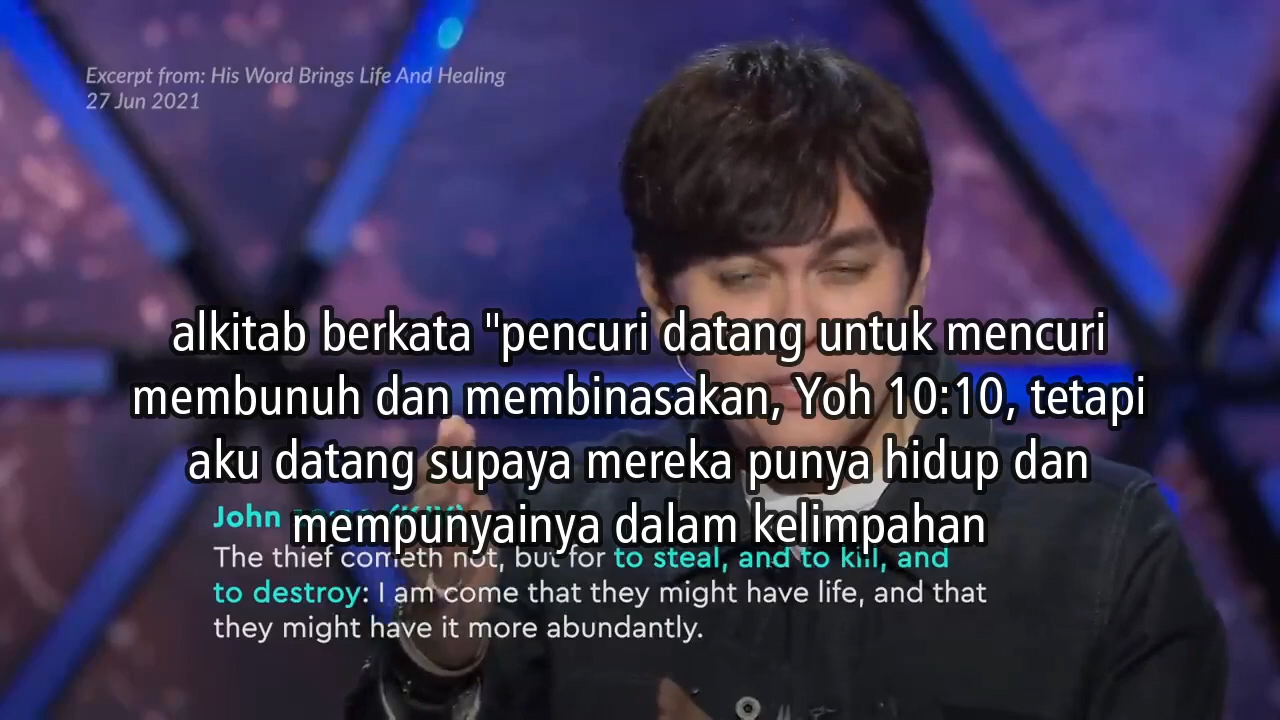 Excerpt from: His Word Brings Life And Healing
27 Jun 2021
alkitab berkata "pencuri datang untuk mencuri
membunuh dan membinasakan, Yoh 10:10, tetapi
aku datang supaya mereka punya hidup dan
mempunyainya dalam kelimpahan
John
The thief cometh not, but for to steal, and to kill, and
to destroy: I am come that they might have life, and that
they might have it more abundantly.